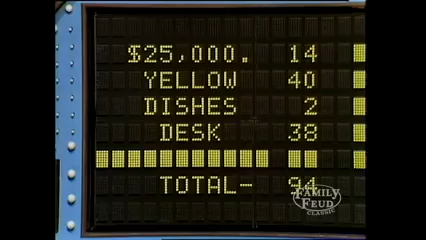 $25,000. 14
YELLOW 40
DISHES 2
DESK 38
TOTAL- 94
FAMILY
FEUD
CLASSIC